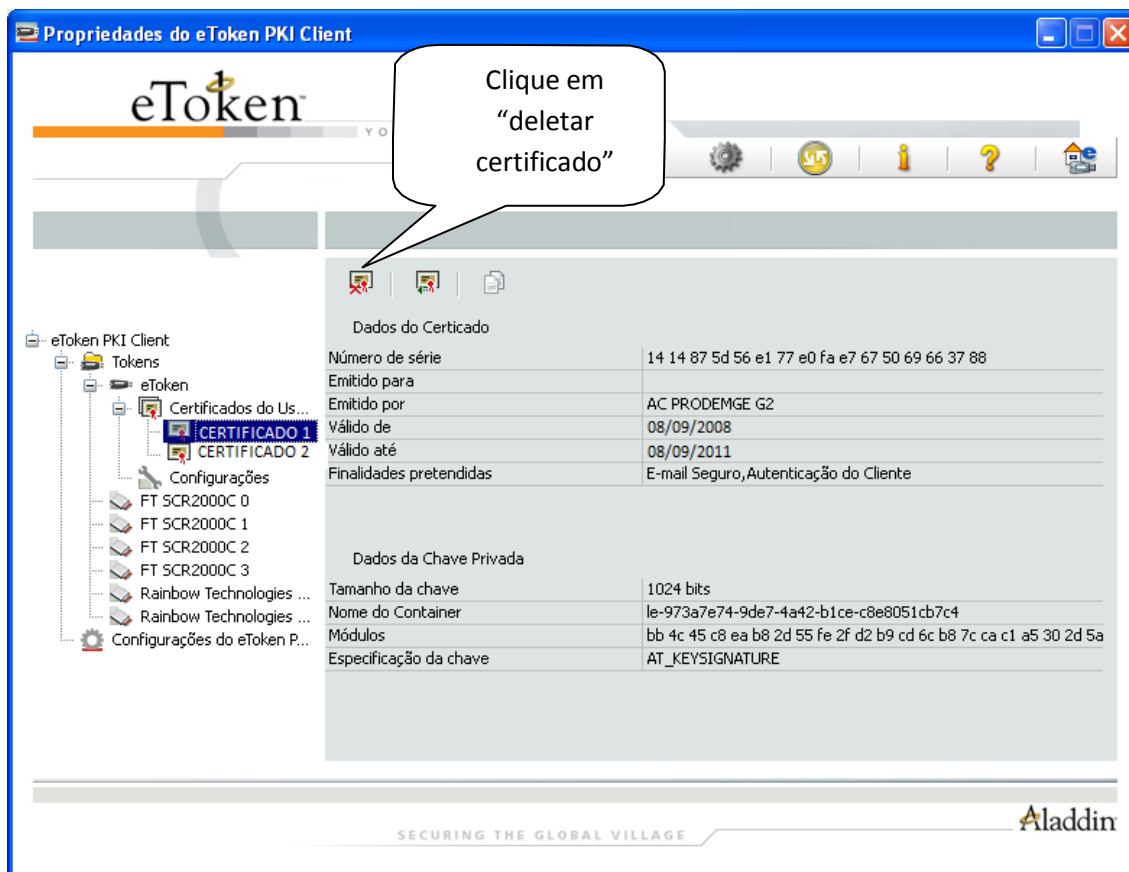 Propriedades do eToken PKI Client
eToken
Clique em
“deletar
certificado”
Y O
Dados do Certicado
Número de série 14 14 87 5d 56 e1 77 e0 fa e7 67 50 69 66 37 88
Emitido para
Emitido por AC PRODEMGE G2
Válido de 08/09/2008
Válido até 08/09/2011
Finalidades pretendidas E-mail Seguro,Autenticação do Cliente
Dados da Chave Privada
Tamanho da chave 1024 bits
Nome do Container le-973a7e74-9de7-4a42-b1ce-c8e8051cb7c4
Módulos bb 4c 45 c8 ea b8 2d 55 fe 2f d2 b9 cd 6c b8 7c ca c1 a5 30 2d 5a
Especificação da chave AT_KEYSIGNATURE
eToken PKI Client
Tokens
eToken
Certificados do Us...
CERTIFICADO 1
CERTIFICADO 2
Configurações
FT SCR2000C 0
FT SCR2000C 1
FT SCR2000C 2
FT SCR2000C 3
Rainbow Technologies ...
Rainbow Technologies ...
Configurações do eToken P...
SECURING THE GLOBAL VILLAGE
Aladdin